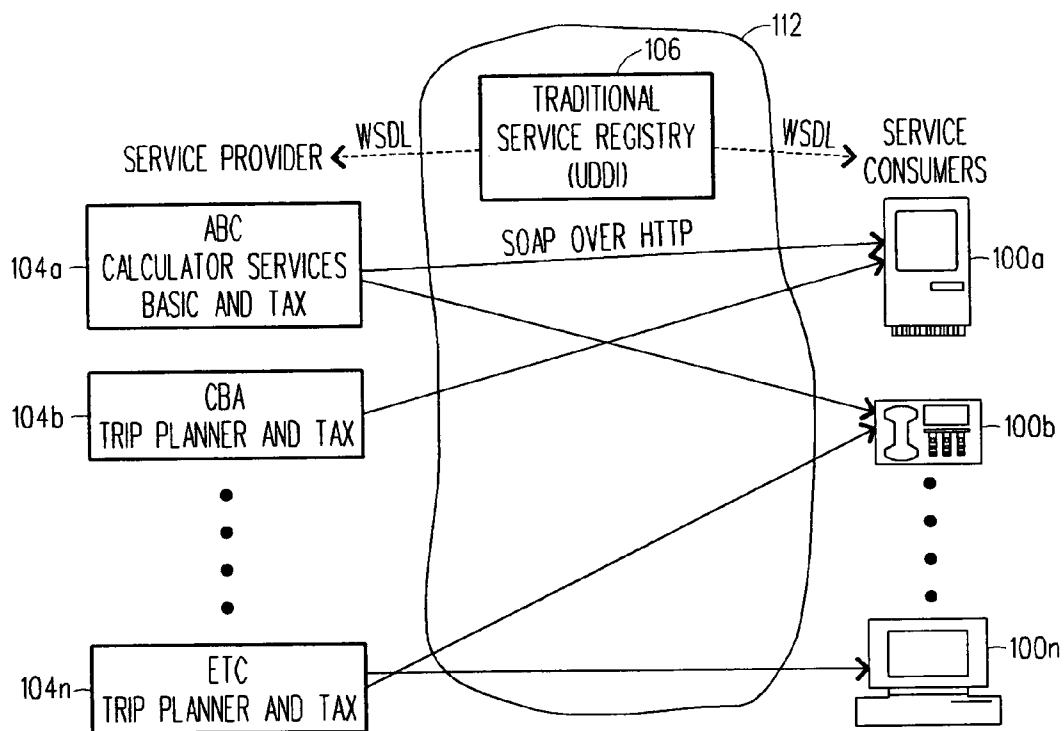 112
106
TRADITIONAL
SERVICE REGISTRY
(UDDI)
WSDL
WSDL
SERVICE PROVIDER
SERVICE
CONSUMERS
ABC
CALCULATOR SERVICES
BASIC AND TAX
104a
SOAP OVER HTTP
100a
CBA
TRIP PLANNER AND TAX
104b
100b
ETC
TRIP PLANNER AND TAX
104n
100n